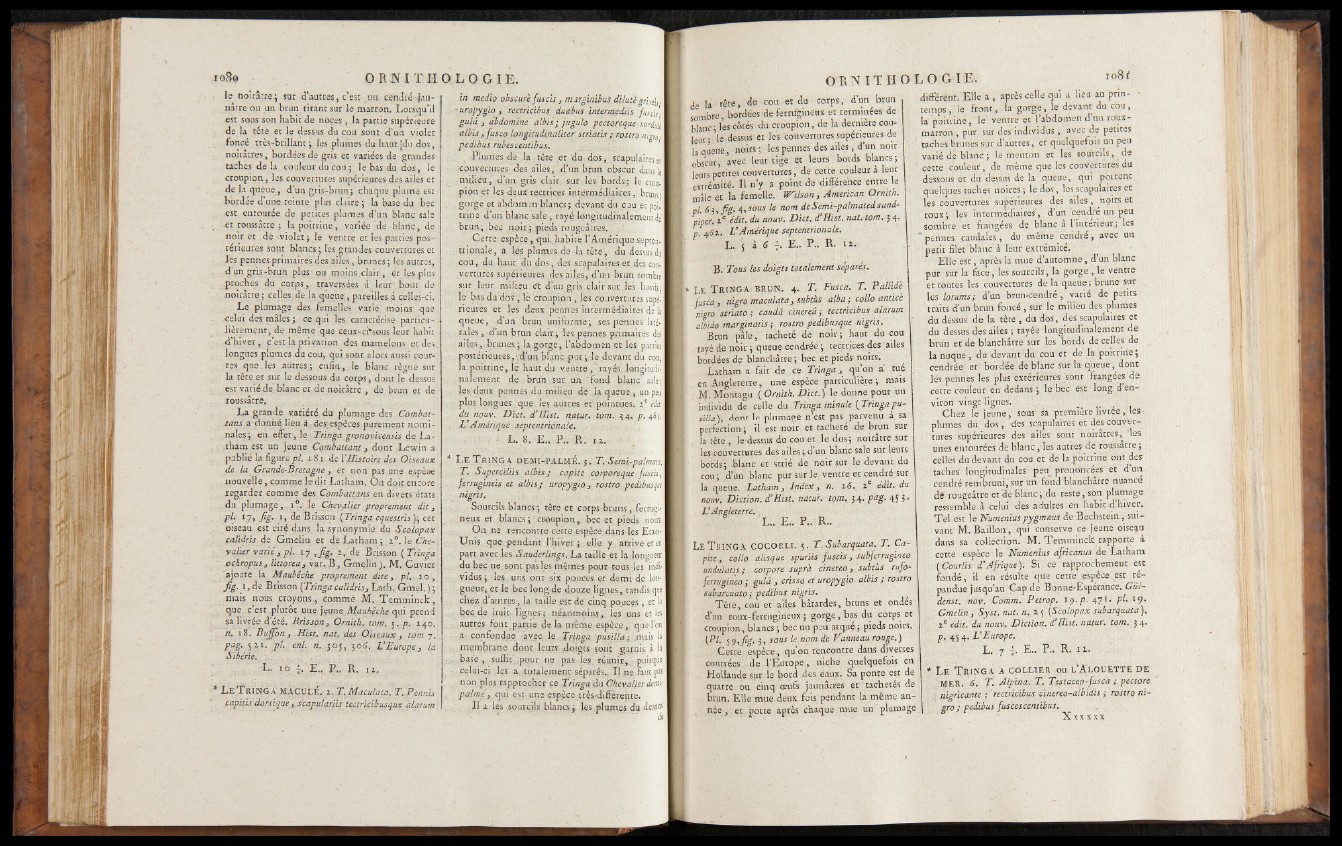 1080 ORNITHOLOGIE.
le noirâtre; sur d'autres, c'est un cendré-jau-
nâtre ou un brun tirant sur le marron. Lorsqu'il
est sous son habit de noces, la partie supérieure
de la tête et le dessus du cou sont d'un violet
foncé très-brillant; les plumes du haut du dos,
noirâtres, bordées de gris et variées de grandes
taches de la couleur du cou; le bas du dos, le
croupion, les couvertures supérieures des ailes et
de la queue, d'un gris-brun; chaque plume est
bordée d'une teinte plus claire; la base du bec
est entourée de petites plumes d'un blanc sale
et roussâtre; la poitrine, variée de blanc, de
noir et de violet; le ventre et les parties pos-
térieures sont blancs; les grandes couvertures et
les pennes primaires des ailes, brunes; les autres,
d'un gris-brun plus ou moins clair, et les plus
proches du corps, traversées à leur bout de
noirâtre; celles de la queue, pareilles à celles-ci.
Le plumage des femelles varie moins que
celui des mâles; ce qui les caractérise particu-
lièrement, de même que ceux-ci sous leur habit
d'hiver, c'est la privation des mamelons et des
longues plumes du cou, qui sont alors aussi cour-
tes que les autres; enfin, le blanc règne sur
la tête et sur le dessous du corps, dont le dessus
est varié de blanc et de noirâtre, de brun et de
roussâtre.
La grande variété du plumage des Combat-
tans a donné lieu à des espèces purement nomi-
nales; en effet, le Tringa gronovicensis de La-
tham est un jeune Combattant, dont Lewin a
publié la figure pl. 183 de l'Histoire des Oiseaux
de la Grande-Bretagne, et non pas une espèce
nouvelle, comme le dit Latham. On doit encore
regarder comme des Combattans en divers états
du plumage, 1°. le Chevalier proprement dit,
pl. 17, fig. 1, de Brisson (Tringa equestris); cet
oiseau est cité dans la synonymie du Scolopax
calidris de Gmelin et de Latham; 2°. le Che-
valier varié, pl. 17, fig. 2, de Brisson (Tringa
ochropus, littorea, var. B, Gmelin). M. Cuvier
ajoute la Maubèche proprement dite, pl. 20,
fig. 1, de Brisson (Tringa calidris, Lath. Gmel.);
mais nous croyons, comme M. Temminck,
que c'est plutôt une jeune Maubèche qui prend
sa livrée d'été. Brisson, Ornith. tom. 5. p. 240.
n. 18. Buffon, Hist. nat. des Oiseaux, tom 7.
pag. 521. pl. enl. n. 305, 306. L'Europe, la
Sibérie.
L. 10 ½. E.. P.. R. 12.
* LE TRINGA MACULÉ. 2. T. Maculata. T. Pennis
capitis dorsique, scapulariis tectricibusque alarum
in medio obscurè fuscis, marginibus dilutè griseis;
uropygio, rectricibus duabus intermediis fuscis;
gulâ, abdomine albis; jugulo pectoreque sordidè
albis, fusco longitudinaliter striatis; rostro nigro;
pedibus rubescentibus.
Plumes de la tête et du dos, scapulaires et
couvertures des ailes, d'un brun obscur dans le
milieu, d'un gris clair sur les bords; le crou-
pion et les deux rectrices intermédiaires, bruns;
gorge et abdomen blancs; devant du cou et poi-
trine d'un blanc sale, rayé longitudinalement de
brun; bec noir; pieds rougeâtres.
Cette espèce, qui habite l'Amérique septen-
trionale, a les plumes de la tête, du dessus du
cou, du haut du dos, des scapulaires et des cou-
vertures supérieures des ailes, d'un brun sombre
sur leur milieu et d'un gris clair sur les bords;
le bas du dos, le croupion, les couvertures supé-
rieures et les deux pennes intermédiaires de la
queue, d'un brun uniforme, ses pennes laté-
rales, d'un brun clair; les pennes primaires des
ailes, brunes; la gorge, l'abdomen et les parties
postérieures, d'un blanc pur; le devant du cou,
la poitrine, le haut du ventre, rayés longitudi-
nalement de brun sur un fond blanc sale;
les deux pennes du milieu de la queue, un peu
plus longues que les autres et pointues. 2e édit.
du nouv. Dict. d'Hist. natur. tom. 34. p. 465.
L'Amérique septentrionale.
L. 8. E.. P.. R. 12.
* LE TRINGA DEMI-PALMÉ. 3. T. Semi-palmata.
T. Superciliis albis; capite corporeque fuscis,
ferrugineis et albis; uropygio, rostro pedibusque
nigris.
Sourcils blancs; tête et corps bruns, ferrugi-
neux et blancs; croupion, bec et pieds noirs.
On ne rencontre cette espèce dans les Etats-
Unis que pendant l'hiver; elle y arrive et en
part avec les Sanderlings. La taille et la longueur
du bec ne sont pas les mêmes pour tous les indi-
vidus; les uns ont six pouces et demi de lon-
gueur, et le bec long de douze lignes, tandis que
chez d'autres, la taille est de cinq pouces, et le
bec de huit lignes; néanmoins, les uns et les
autres font partie de la même espèce, que l'on
a confondue avec le Tringa pusilla; mais la
membrane dont leurs doigts sont garnis à la
base, suffit pour ne pas les réunir, puisque
celui-ci les a totalement séparés. Il ne faut pas
non plus rapprocher ce Tringa du Chevalier demi-
palmé, qui est une espèce très-différente.
Il a les sourcils blancs; les plumes du dessus
ORNITHOLOGIE. 1081
de la tête, du cou et du corps, d'un brun
sombre, bordées de ferrugineux et terminées de
blanc; les côtés du croupion, de la dernière cou-
leur; le dessus et les couvertures supérieures de
la queue, noirs; les pennes des ailes, d'un noir
obscur, avec leur tige et leurs bords blancs;
leurs petites couvertures, de cette couleur à leur
extrémité. Il n'y a point de différence entre le
mâle et la femelle. Wilson, American Ornith.
pl. 63, fig. 4, sous le nom de Semi-palmated sand-
piper. 2e édit. du nouv. Dict. d'Hist. nat. tom. 34.
p. 462. L'Amérique septentrionale.
L. 5 à 6 ½. E.. P.. R. 12.
B. Tous les doigts totalement séparés.
* LE TRINGA BRUN. 4. T. Fusca. T. Pallidè
fusca, nigro maculata, subtùs alba; collo anticè
nigro striato; caudâ cinereâ; tectricibus alarum
albido marginatis; rostro pedibusque nigris.
Brun pâle, tacheté de noir; haut du cou
rayé de noir; queue cendrée; tectrices des ailes
bordées de blanchâtre; bec et pieds noirs.
Latham a fait de ce Tringa, qu'on a tué
en Angleterre, une espèce particulière; mais
M. Montagu (Ornith. Dict.) le donne pour un
individu de celle du Tringa minule (Tringa pu-
silla), dont le plumage n'est pas parvenu à sa
perfection; il est noir et tacheté de brun sur
la tête, le dessus du cou et le dos; noirâtre sur
les couvertures des ailes; d'un blanc sale sur leurs
bords; blanc et strié de noir sur le devant du
cou; d'un blanc pur sur le ventre et cendré sur
la queue. Latham, Index, n. 26. 2e édit. du
nouv. Diction. d'Hist. natur. tom. 34. pag. 453.
L'Angleterre.
L.. E.. P.. R..
LE TRINGA COCORLI. 5. T. Subarquata. T. Ca-
pite, collo alisque spuriis fuscis, subferrugineo
undulatis; corpore suprà cinereo, subtùs rufo-
ferrugineo; gulâ, crisso et uropygio albis; rostro
subarcuato; pedibus nigris.
Tête, cou et ailes bâtardes, bruns et ondés
d'un roux-ferrugineux; gorge, bas du corps et
croupion, blancs; bec un peu arqué; pieds noirs.
(Pl. 59, fig. 3, sous le nom de Vanneau rouge.)
Cette espèce, qu'on rencontre dans diverses
contrées de l'Europe, niche quelquefois en
Hollande sur le bord des eaux. Sa ponte est de
quatre ou cinq œufs jaunâtres et tachetés de
brun. Elle mue deux fois pendant la même an-
née, et porte après chaque mue un plumage
différent. Elle a, après celle qui a lieu au prin-
temps, le front, la gorge, le devant du cou,
la poitrine, le ventre et l'abdomen d'un roux-
marron, pur sur des individus, avec de petites
taches brunes sur d'autres, et quelquefois un peu
varié de blanc; le menton et les sourcils, de
cette couleur, de même que les couvertures du
dessous et du dessus de la queue, qui portent
quelques taches noires; le dos, les scapulaires et
les couvertures supérieures des ailes, noirs et
roux; les intermédiaires, d'un cendré un peu
sombre et frangées de blanc à l'intérieur; les
pennes caudales, du même cendré, avec un
petit filet blanc à leur extrémité.
Elle est, après la mue d'automne, d'un blanc
pur sur la face, les sourcils, la gorge, le ventre
et toutes les couvertures de la queue; brune sur
les lorums; d'un brun-cendré, varié de petits
traits d'un brun foncé, sur le milieu des plumes
du dessus de la tête, du dos, des scapulaires et
du dessus des ailes; rayée longitudinalement de
brun et de blanchâtre sur les bords de celles de
la nuque, du devant du cou et de la poitrine;
cendrée et bordée de blanc sur la queue, dont
les pennes les plus extérieures sont frangées de
cette couleur en dedans; le bec est long d'en-
viron vingt lignes.
Chez le jeune, sous sa première livrée, les
plumes du dos, des scapulaires et des couver-
tures supérieures des ailes sont noirâtres, les
unes entourées de blanc, les autres de roussâtre;
celles du devant du cou et de la poitrine ont des
taches longitudinales peu prononcées et d'un
cendré rembruni, sur un fond blanchâtre nuancé
de rougeâtre et de blanc; du reste, son plumage
ressemble à celui des adultes en habit d'hiver.
Tel est le Numenius pygmeus de Bechstein, sui-
vant M. Baillon, qui conserve ce jeune oiseau
dans sa collection. M. Temminck rapporte à
cette espèce le Numenius africanus de Latham
(Courlis d'Afrique). Si ce rapprochement est
fondé, il en résulte que cette espèce est ré-
pandue jusqu'au Cap de Bonne-Espérance. Gül-
denst. nov. Comm. Petrop. 19. p. 471. pl. 19.
Gmelin, Syst. nat. n. 25 (Scolopax subarquata).
2e édit. du nouv. Diction. d'Hist. natur. tom. 34.
p. 454. L'Europe.
L. 7 ½. E.. P.. R. 12.
* LE TRINGA A COLLIER ou L'ALOUETTE DE
MER. 6. T. Alpina. T. Testaceo-fusca; pectore
nigricante; rectricibus cinereo-albidis; rostro ni-
gro; pedibus fuscescentibus.
Xxxxxx